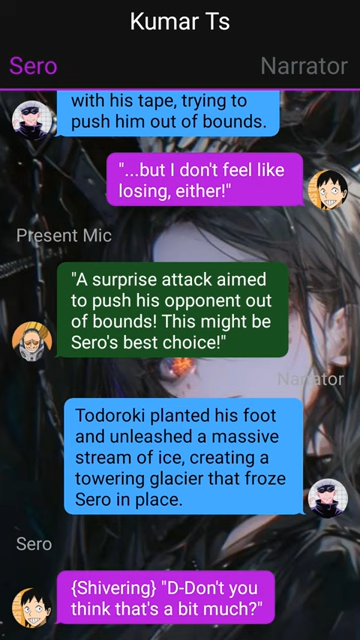 Kumar Ts
Sero
Narrator
with his tape, trying to
push him out of bounds.
"...but I don't feel like
losing, either!"
Present Mic
"A surprise attack aimed
to push his opponent out
of bounds! This might be
Sero's best choice!"
Narrator
Todoroki planted his foot
and unleashed a massive
stream of ice, creating a
towering glacier that froze
Sero in place.
Sero
{Shivering} "D-Don't you
think that's a bit much?"